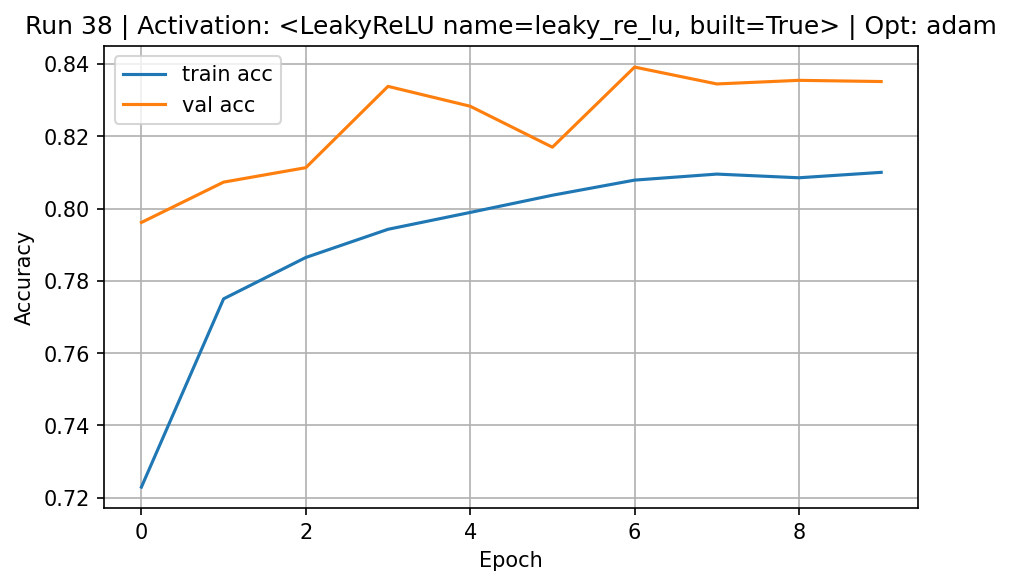 Run 38 | Activation: <LeakyReLU name=leaky_re_lu, built=True> | Opt: adam
train acc
val acc
Accuracy
0.84
0.82
0.80
0.78
0.76
0.74
0.72
0 2 4 6 8
Epoch